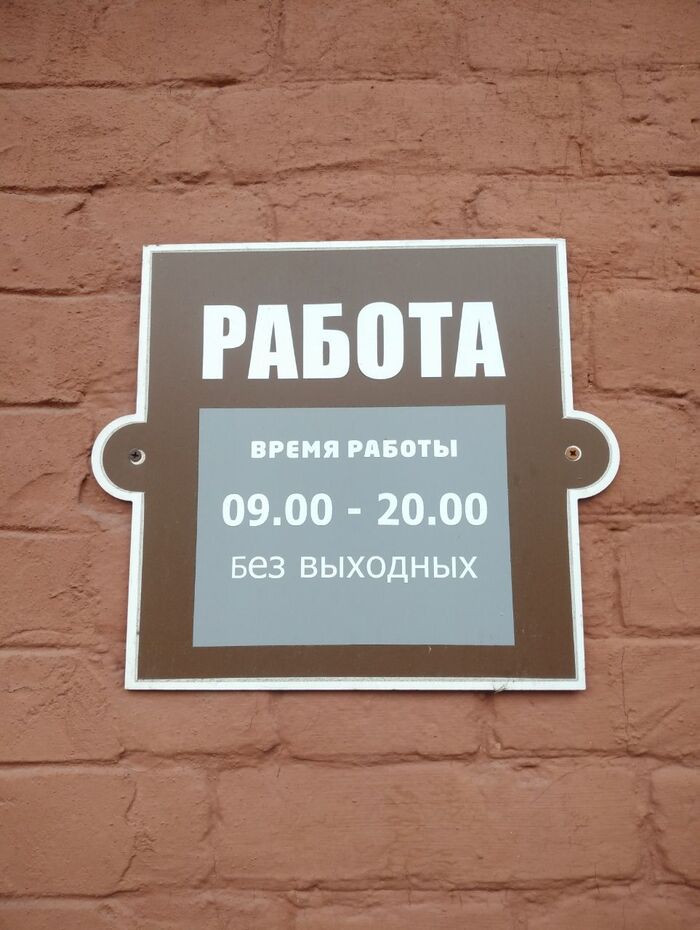 РАБОТА
ВРЕМЯ РАБОТЫ
09.00 - 20.00
Без выходных